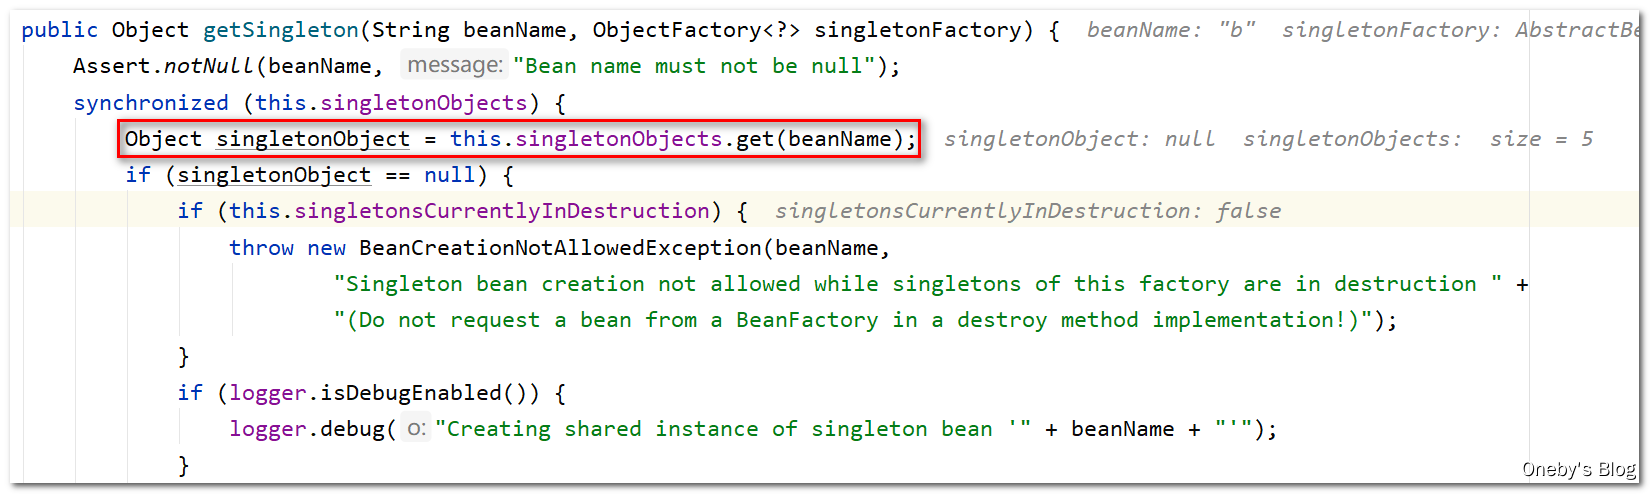 public Object getSingleton(String beanName, ObjectFactory<?> singletonFactory) {  beanName: "b"  singletonFactory: AbstractBe
Assert.notNull(beanName, message: "Bean name must not be null");
synchronized (this.singletonObjects) {
Object singletonObject = this.singletonObjects.get(beanName);  singletonObject: null  singletonObjects:  size = 5
if (singletonObject == null) {
if (this.singletonsCurrentlyInDestruction) {  singletonsCurrentlyInDestruction: false
throw new BeanCreationNotAllowedException(beanName,
"Singleton bean creation not allowed while singletons of this factory are in destruction " +
"(Do not request a bean from a BeanFactory in a destroy method implementation!)");
}
if (logger.isDebugEnabled()) {
logger.debug( o: "Creating shared instance of singleton bean '" + beanName + "'");
}
Oneby's Blog